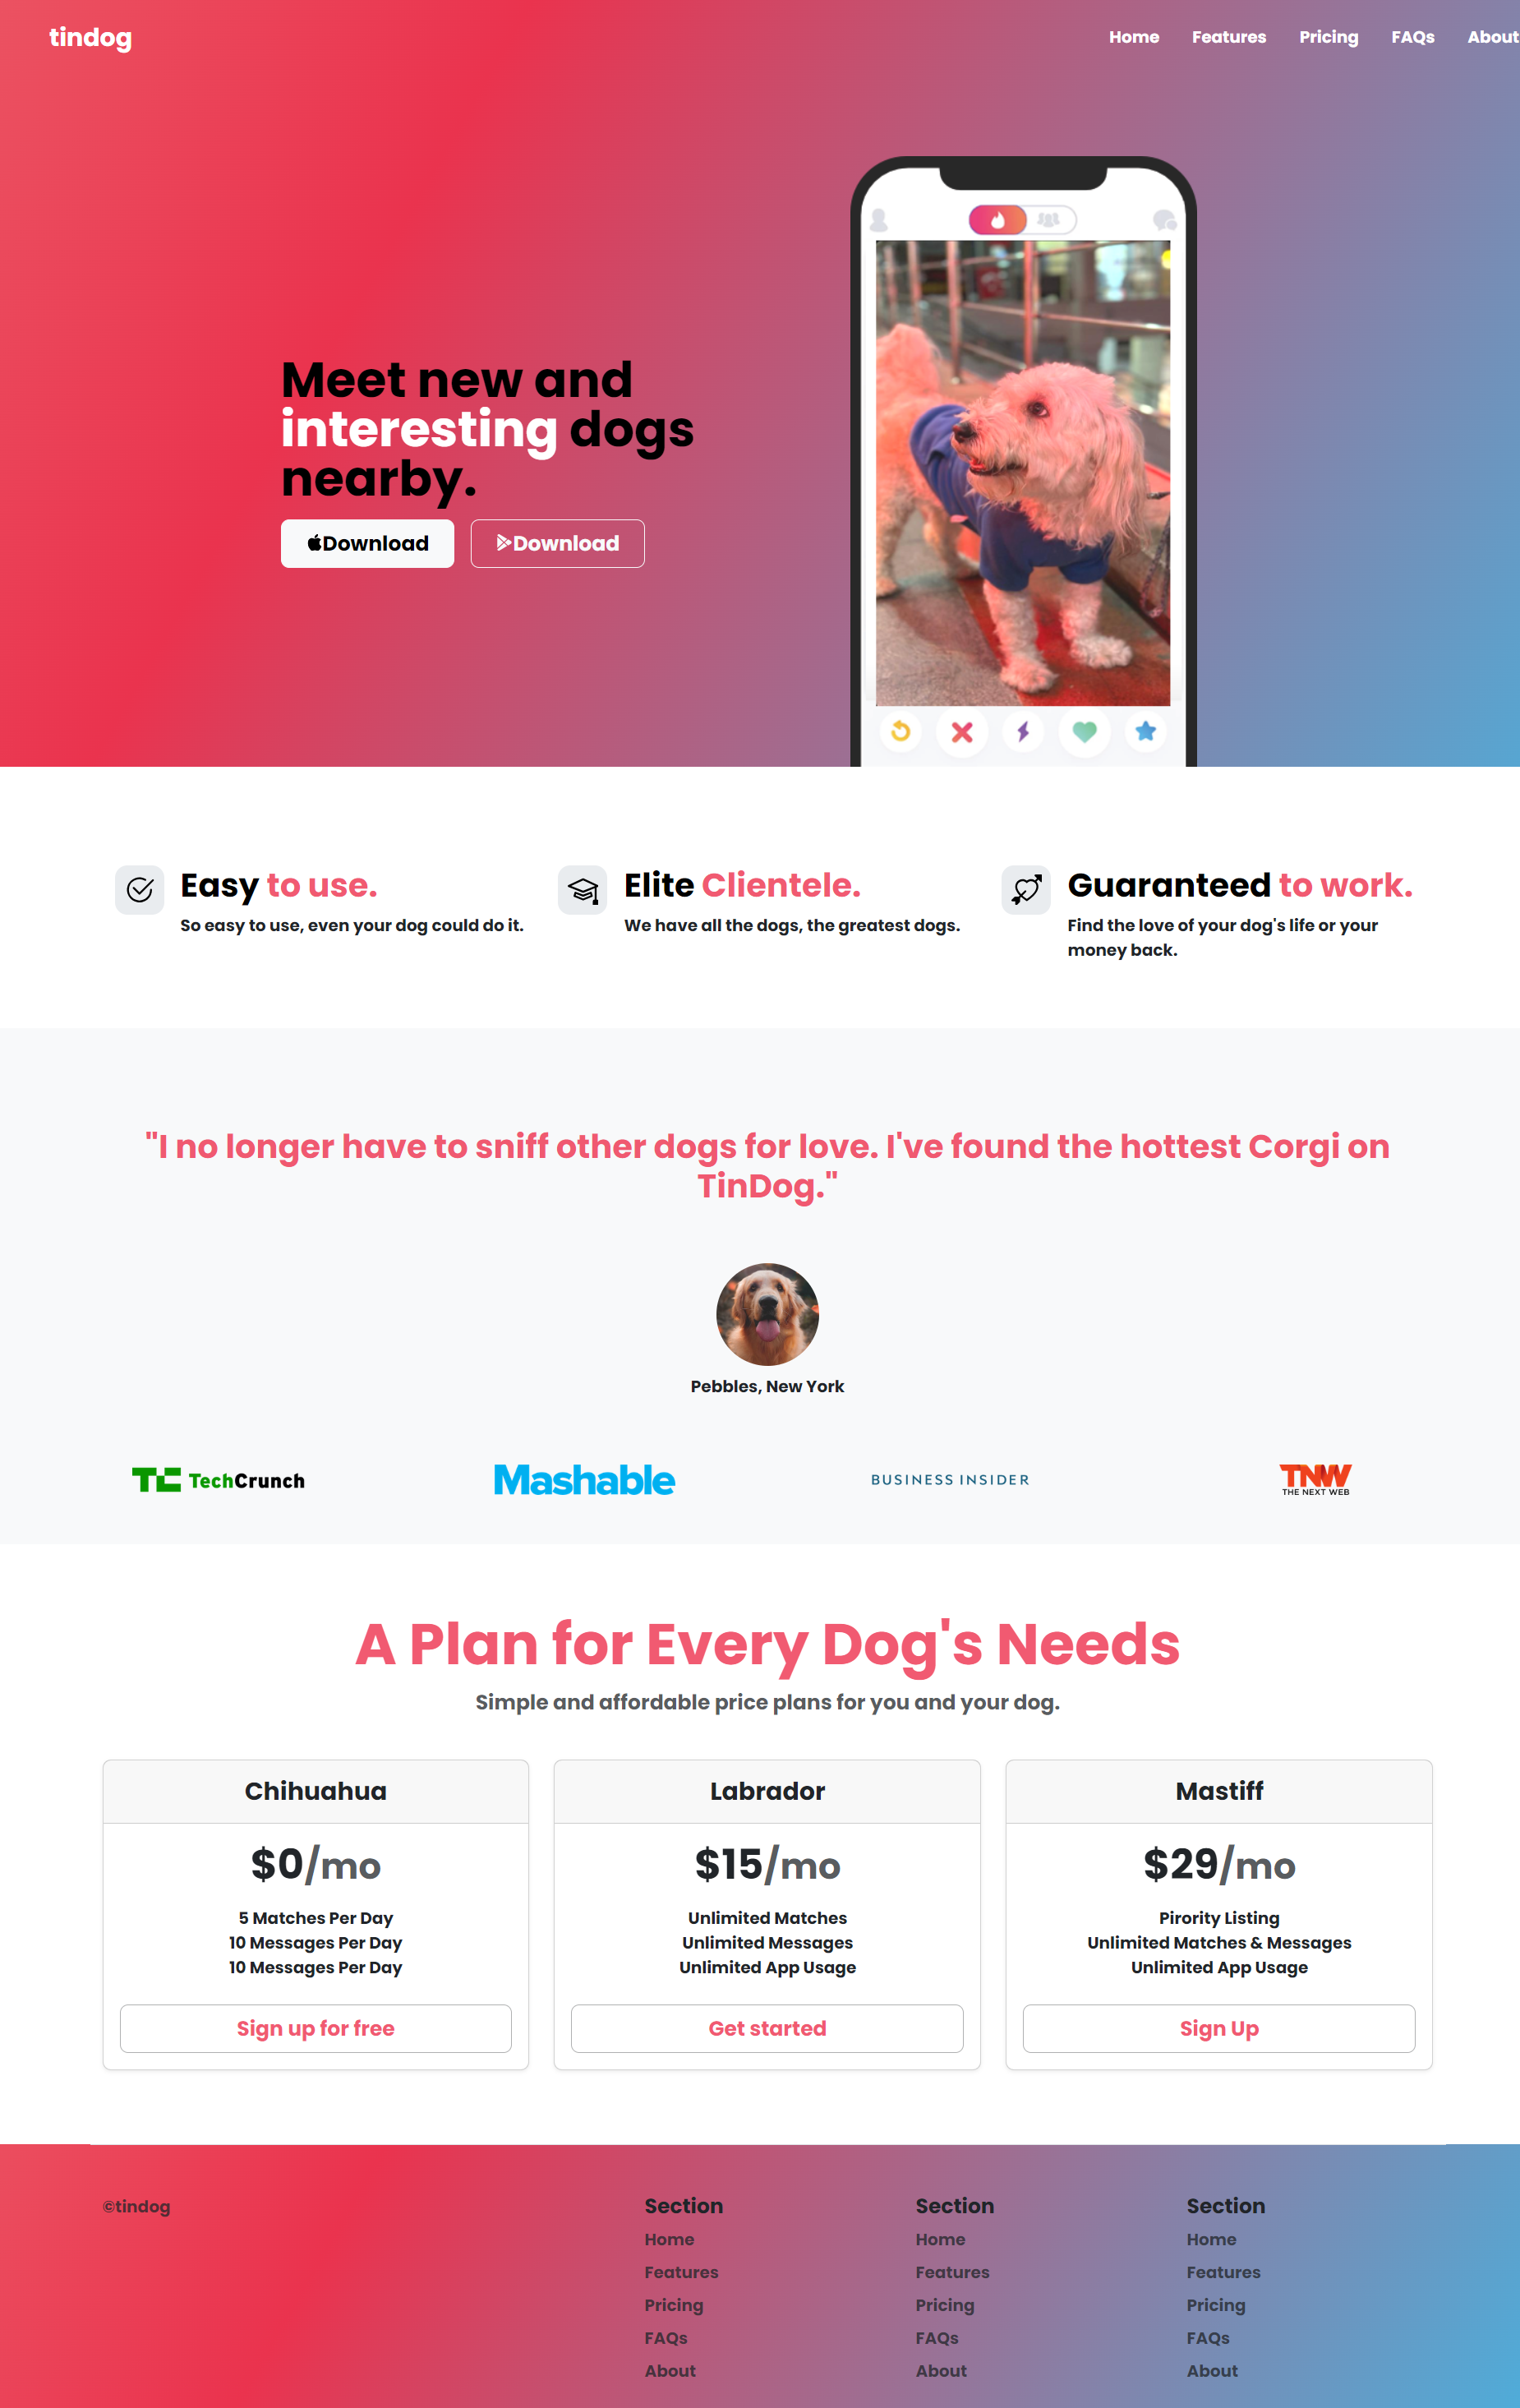 tindog
Home Features Pricing FAQs About
Meet new and
interesting dogs
nearby.
Download Download
Easy to use.
So easy to use, even your dog could do it.
Elite Clientele.
We have all the dogs, the greatest dogs.
Guaranteed to work.
Find the love of your dog's life or your
money back.
"I no longer have to sniff other dogs for love. I've found the hottest Corgi on
TinDog."
Pebbles, New York
TC TechCrunch
Mashable
BUSINESS INSIDER
TNW
THE NEXT WEB
A Plan for Every Dog's Needs
Simple and affordable price plans for you and your dog.
Chihuahua
$0/mo
5 Matches Per Day
10 Messages Per Day
10 Messages Per Day
Sign up for free
Labrador
$15/mo
Unlimited Matches
Unlimited Messages
Unlimited App Usage
Get started
Mastiff
$29/mo
Pirority Listing
Unlimited Matches & Messages
Unlimited App Usage
Sign Up
©tindog
Section
Home
Features
Pricing
FAQs
About
Section
Home
Features
Pricing
FAQs
About
Section
Home
Features
Pricing
FAQs
About